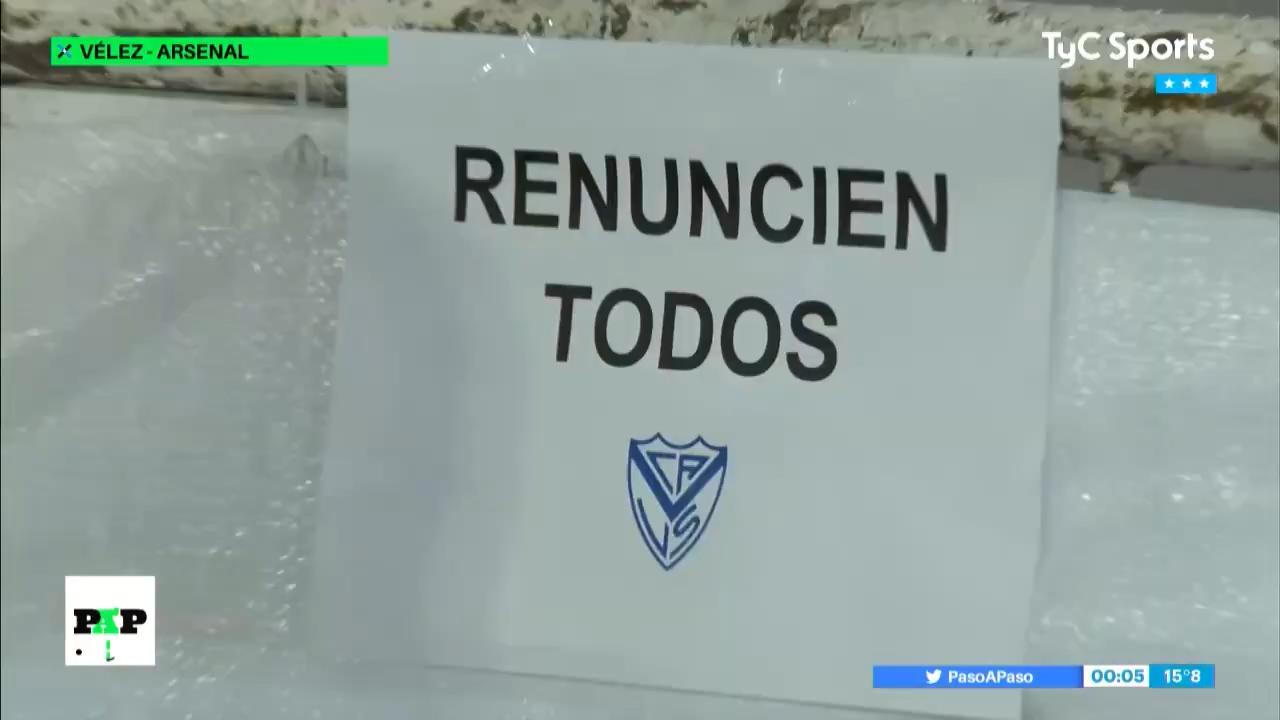 VÉLEZ - ARSENAL
TyC Sports
RENUNCIEN
TODOS
CA
VS
PAP
PasoAPaso 00:05 15°8